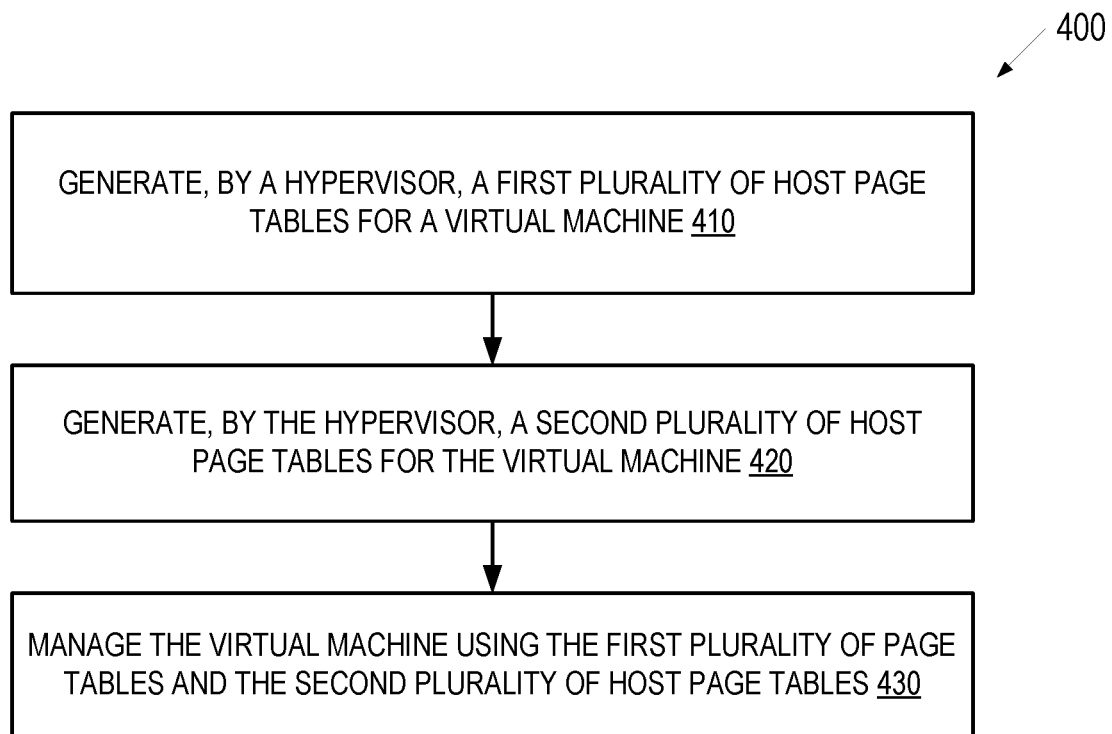 400
GENERATE, BY A HYPERVISOR, A FIRST PLURALITY OF HOST PAGE
TABLES FOR A VIRTUAL MACHINE 410
GENERATE, BY THE HYPERVISOR, A SECOND PLURALITY OF HOST
PAGE TABLES FOR THE VIRTUAL MACHINE 420
MANAGE THE VIRTUAL MACHINE USING THE FIRST PLURALITY OF PAGE
TABLES AND THE SECOND PLURALITY OF HOST PAGE TABLES 430